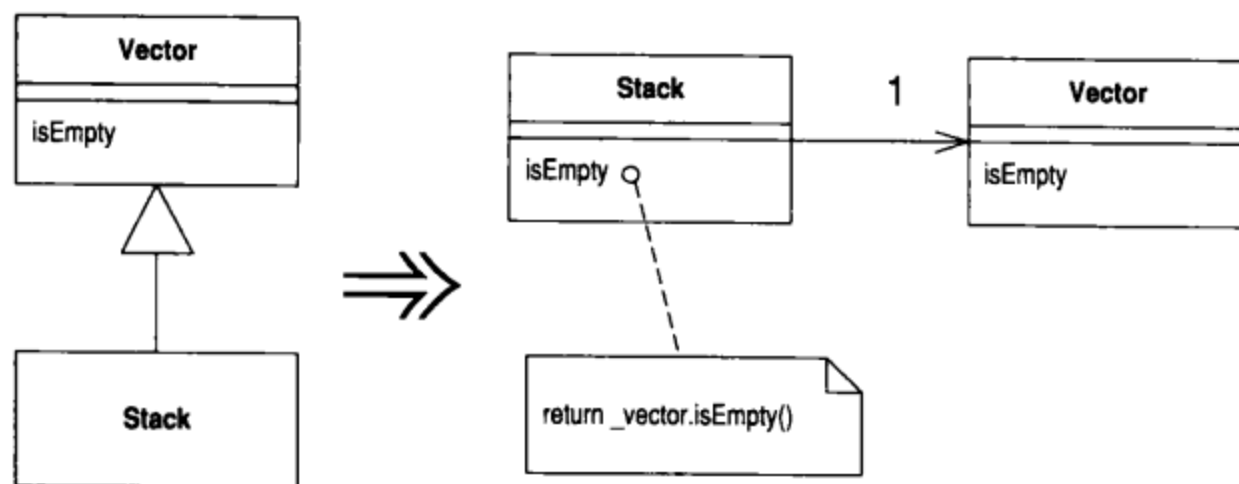 Vector
isEmpty
Stack
Stack
isEmpty
1
Vector
isEmpty
return _vector.isEmpty()